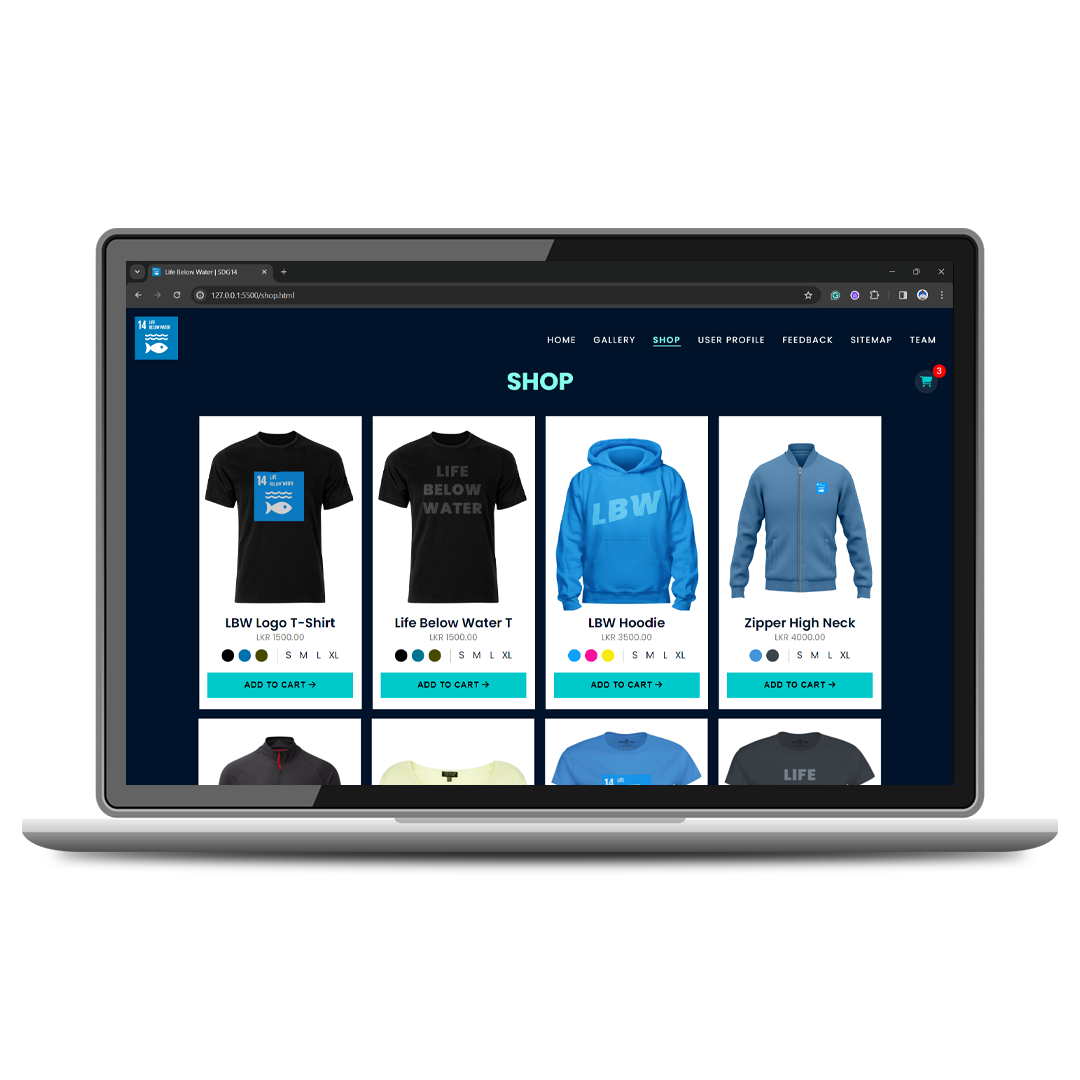 Life Below Water | SDG14
127.0.0.1:5500/shop.html
14 LIFE
BELOW WATER
HOME GALLERY SHOP USER PROFILE FEEDBACK SITEMAP TEAM
SHOP
3
14 LIFE
BELOW WATER
LIFE
BELOW
WATER
LBW
LBW Logo T-Shirt
LKR 1500.00
S M L XL
ADD TO CART →
Life Below Water T
LKR 1500.00
S M L XL
ADD TO CART →
LBW Hoodie
LKR 3500.00
S M L XL
ADD TO CART →
Zipper High Neck
LKR 4000.00
S M L XL
ADD TO CART →
14 LIFE
LIFE